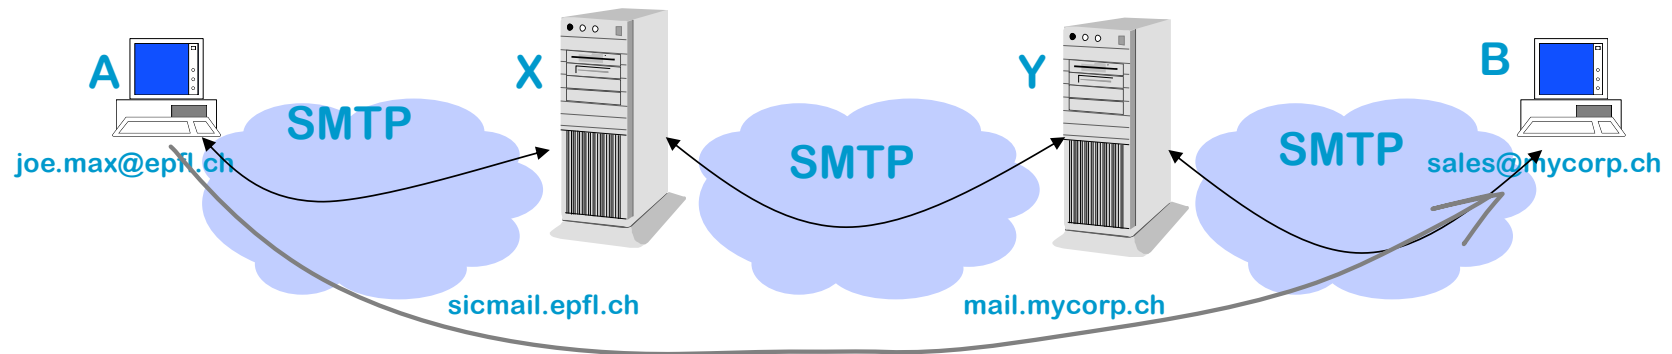 A
X
Y
B
SMTP
SMTP
SMTP
joe.max@epfl.ch
sales@mycorp.ch
sicmail.epfl.ch
mail.mycorp.ch